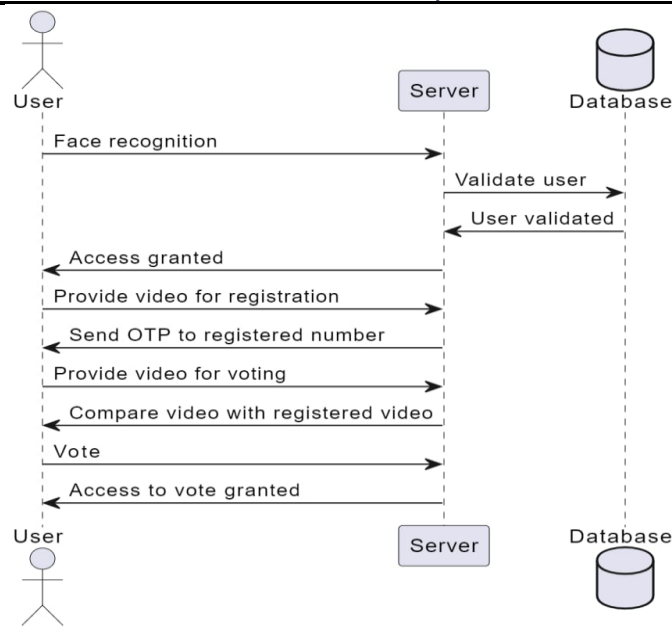 User
Server
Database
Face recognition
Validate user
User validated
Access granted
Provide video for registration
Send OTP to registered number
Provide video for voting
Compare video with registered video
Vote
Access to vote granted
User
Server
Database